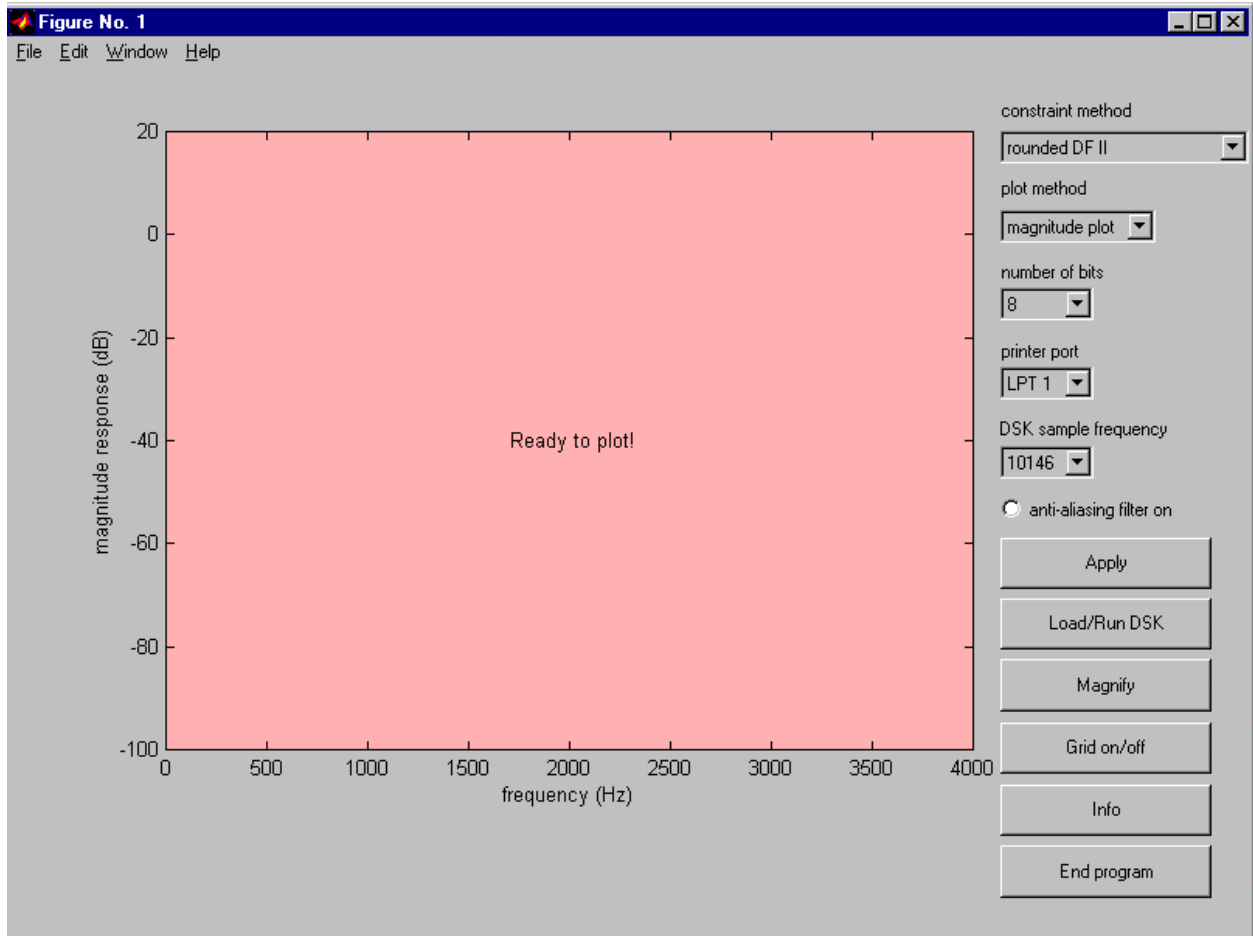 Figure No. 1
File Edit Window Help
constraint method
rounded DF II
plot method
magnitude plot
number of bits
8
printer port
LPT 1
DSK sample frequency
10146
anti-aliasing filter on
Apply
Load/Run DSK
Magnify
Grid on/off
Info
End program
20
0
-20
-40
-60
-80
-100
magnitude response (dB)
Ready to plot!
0 500 1000 1500 2000 2500 3000 3500 4000
frequency (Hz)